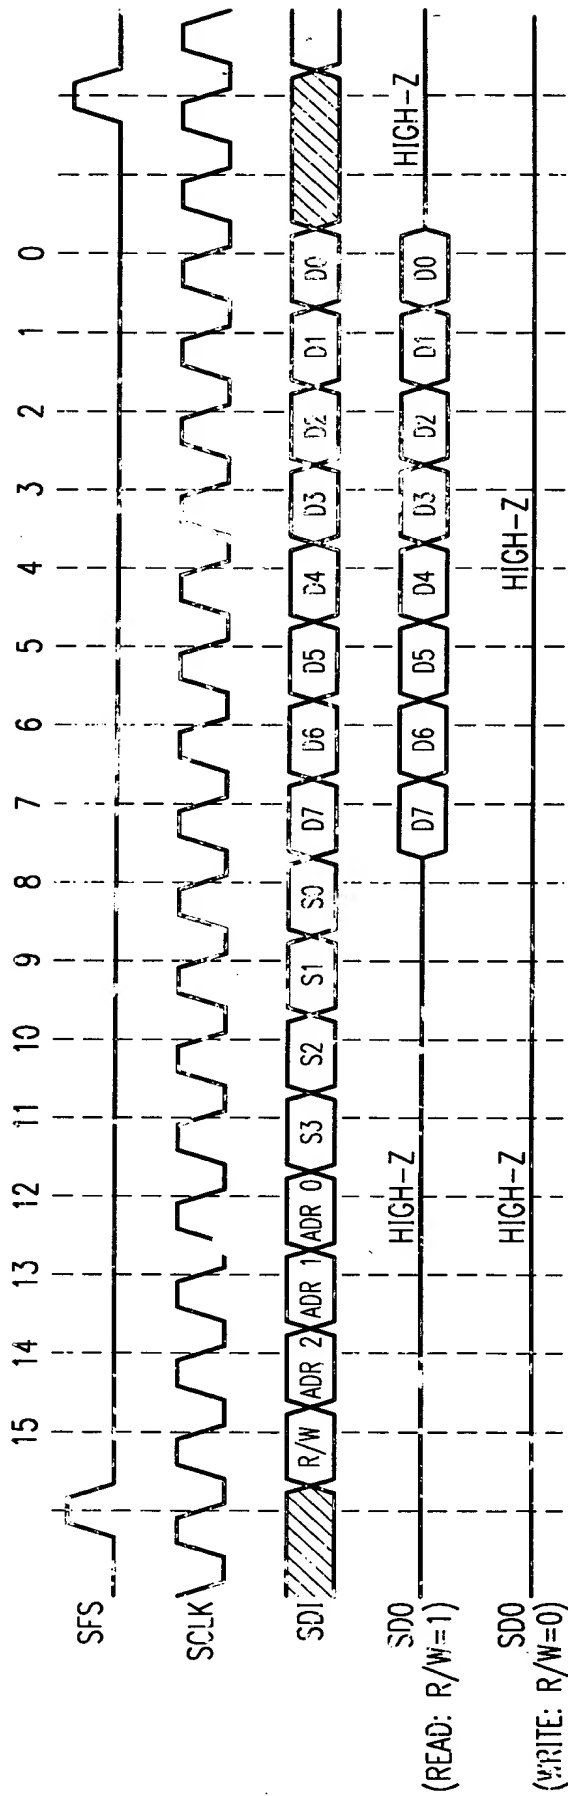 15 14 13 12 11 10 9 8 7 6 5 4 3 2 1 0
SFS
SCLK
SDI R/W ADR 2 ADR 1 ADR 0 S3 S2 S1 S0 D7 D6 D5 D4 D3 D2 D1 D0
SDO HIGH-Z D7 D6 D5 D4 D3 D2 D1 D0 HIGH-Z
(READ: R/W=1)
SDO HIGH-Z HIGH-Z
(WRITE: R/W=0)